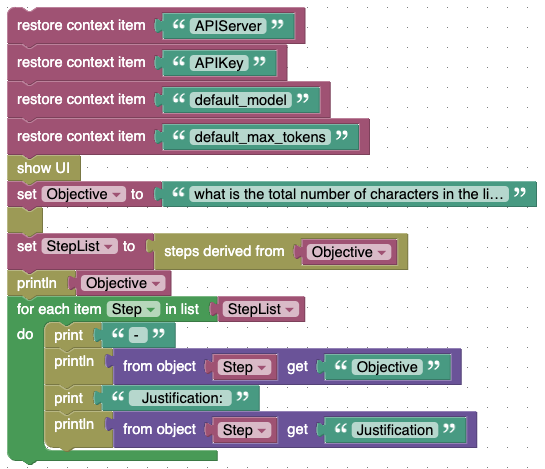 restore context item “ APIServer ”
restore context item “ APIKey ”
restore context item “ default_model ”
restore context item “ default_max_tokens ”
show UI
set Objective to “ what is the total number of characters in the li... ”
set StepList to steps derived from Objective
println Objective
for each item Step in list StepList
do print “ - ”
println from object Step get “ Objective ”
print “ Justification: ”
println from object Step get “ Justification ”